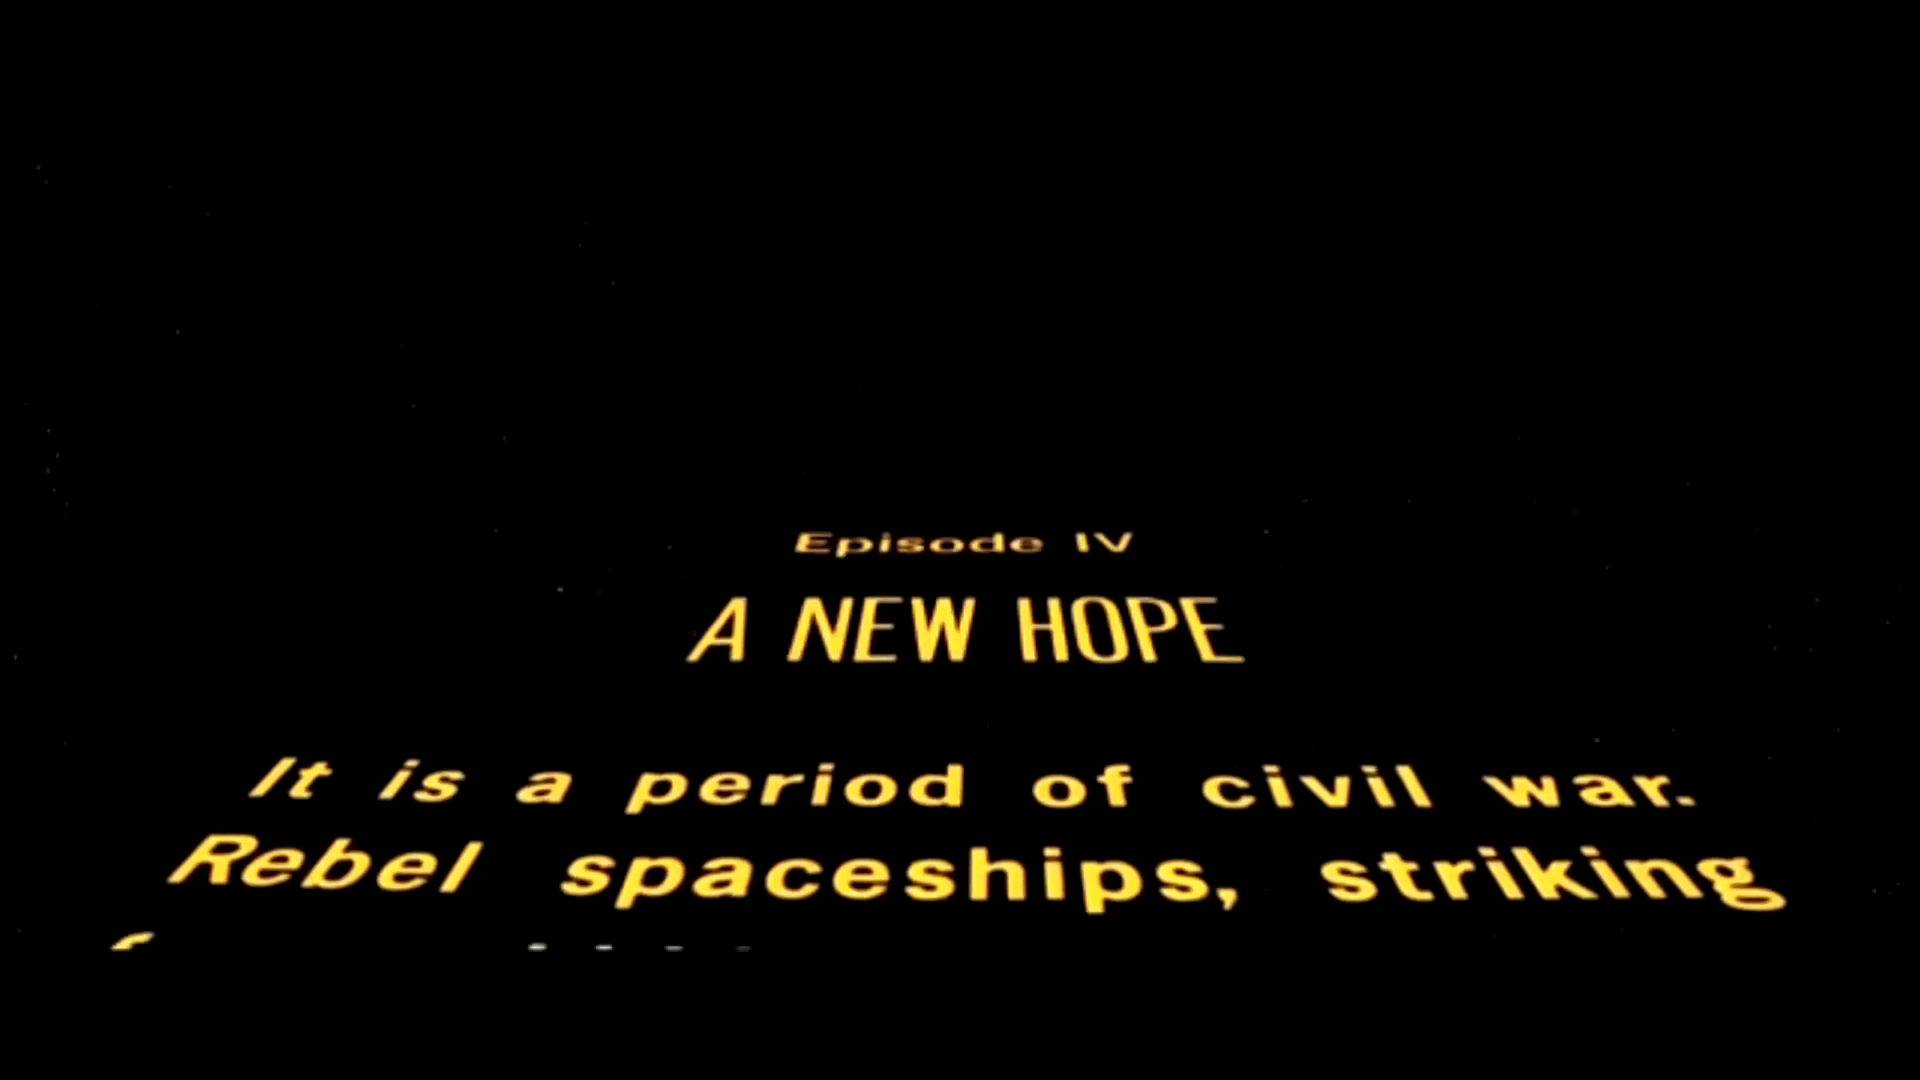 Episode IV
A NEW HOPE
It is a period of civil war.
Rebel spaceships, striking